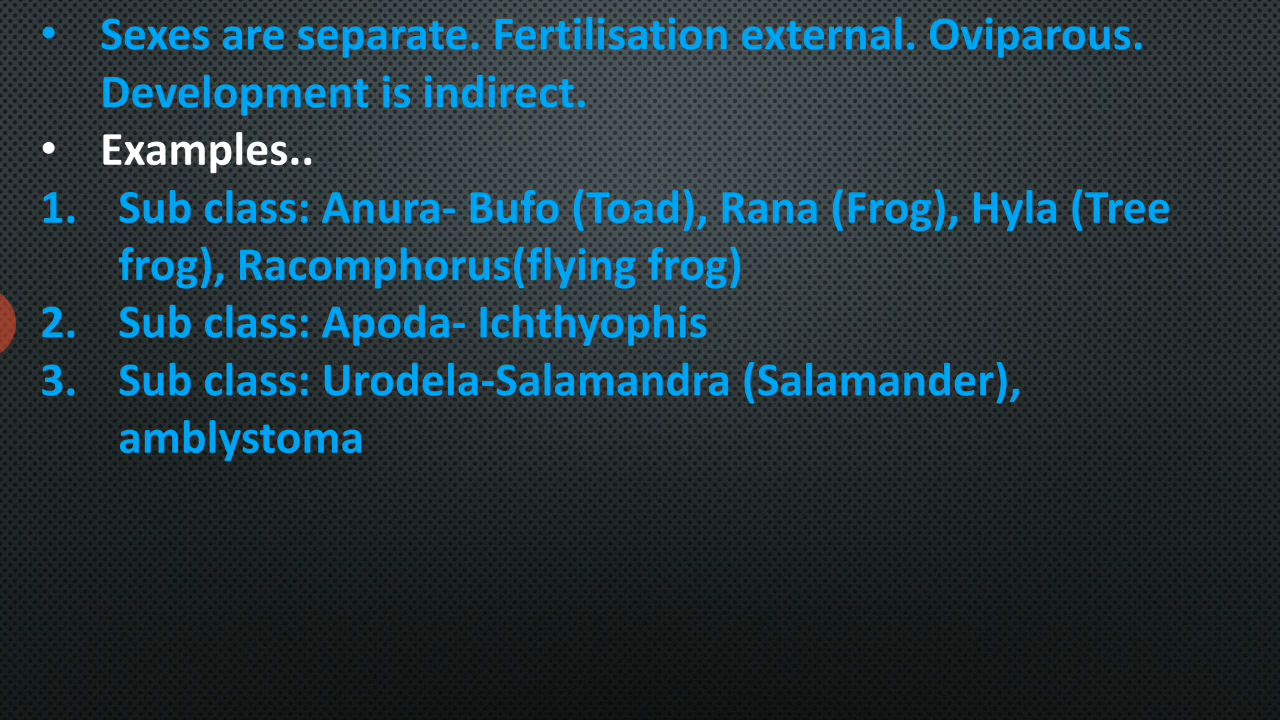 • Sexes are separate. Fertilisation external. Oviparous.
Development is indirect.
• Examples..
1. Sub class: Anura- Bufo (Toad), Rana (Frog), Hyla (Tree
frog), Racomphorus(flying frog)
2. Sub class: Apoda- Ichthyophis
3. Sub class: Urodela-Salamandra (Salamander),
amblystoma